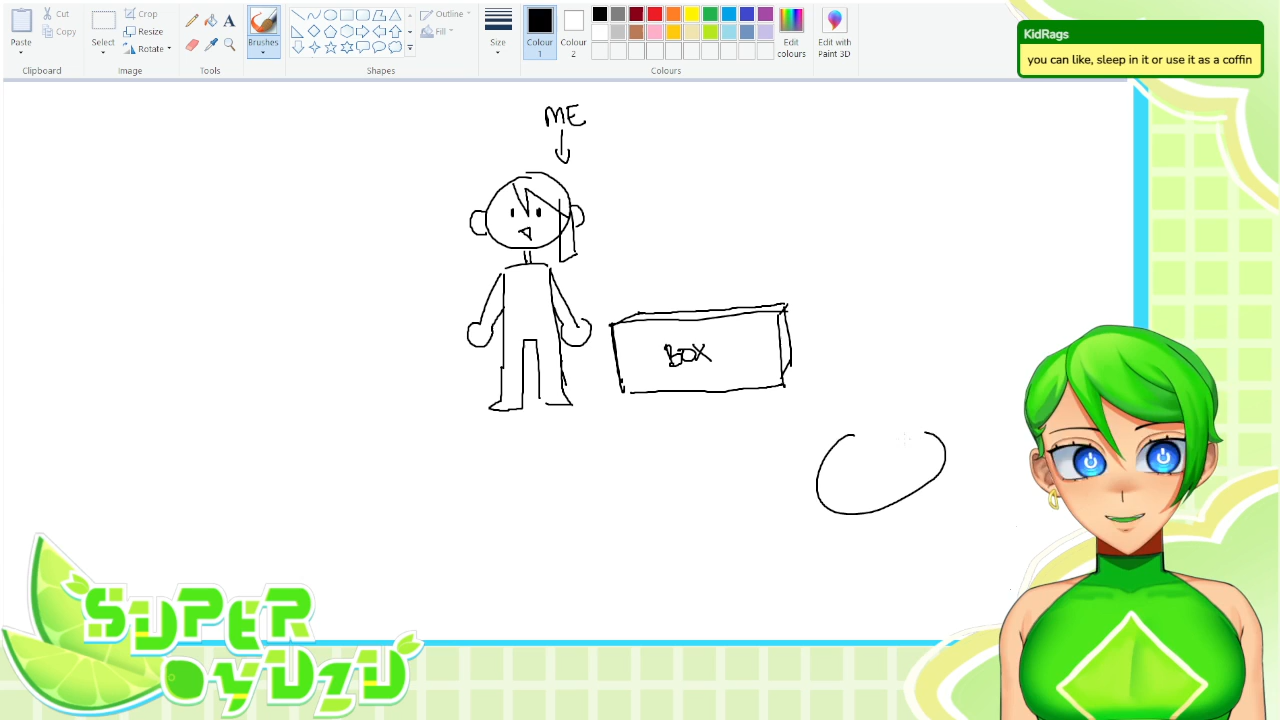 Paste
Cut
Copy
Clipboard
Select
Crop
Resize
Rotate
Image
A
Tools
Brushes
Shapes
Outline
Fill
Size
Colour
1
Colour
2
Colours
Edit
colours
Edit with
Paint 3D
KidRags
you can like, sleep in it or use it as a coffin
ME
BOX
SUPER
OYUZU